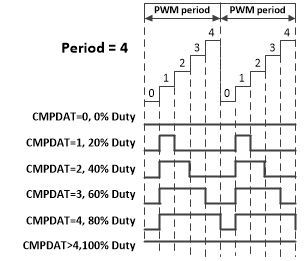 PWM period PWM period
Period = 4
4 4
3 3
2 2
1 1
0 0
CMPDAT=0, 0% Duty
CMPDAT=1, 20% Duty
CMPDAT=2, 40% Duty
CMPDAT=3, 60% Duty
CMPDAT=4, 80% Duty
CMPDAT>4,100% Duty